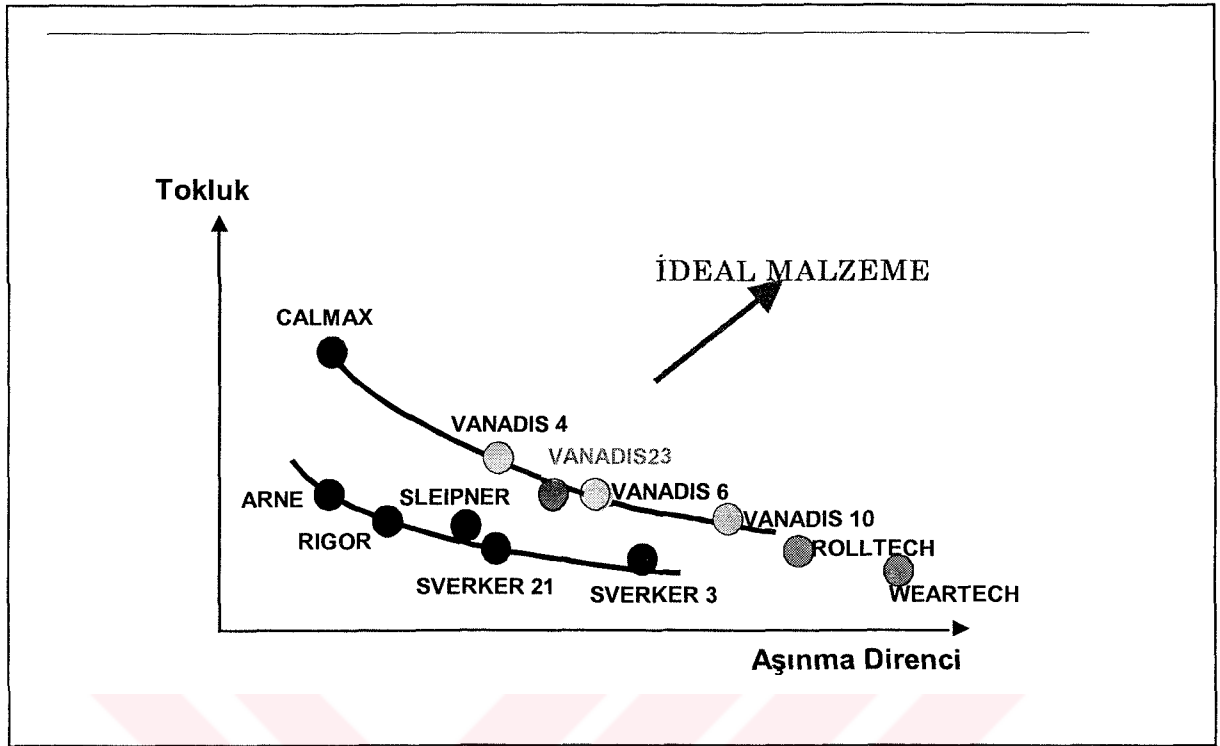 Tokluk
İDEAL MALZEME
CALMAX
VANADIS 4
VANADIS23
ARNE
SLEIPNER
VANADIS 6
RIGOR
VANADIS 10
ROLLTECH
SVERKER 21
SVERKER 3
WEARTECH
Aşınma Direnci